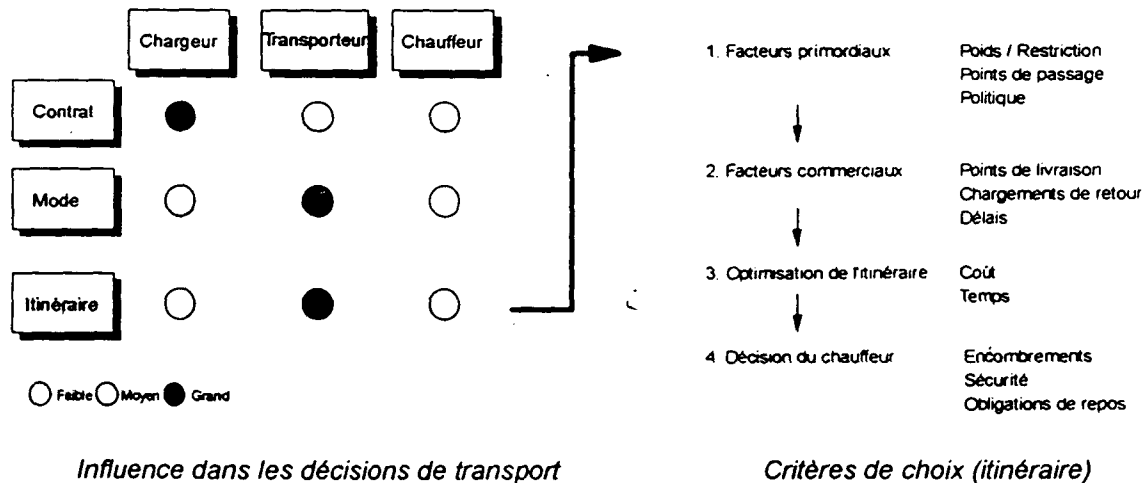 Chargeur
Transporteur
Chauffeur
Contrat
Mode
Itinéraire
Faible Moyen Grand
Influence dans les décisions de transport
1. Facteurs primordiaux
Poids / Restriction
Points de passage
Politique
2. Facteurs commerciaux
Points de livraison
Chargements de retour
Délais
3. Optimisation de l'itinéraire
Coût
Temps
4 Décision du chauffeur
Encombrements
Sécurité
Obligations de repos
Critères de choix (itinéraire)